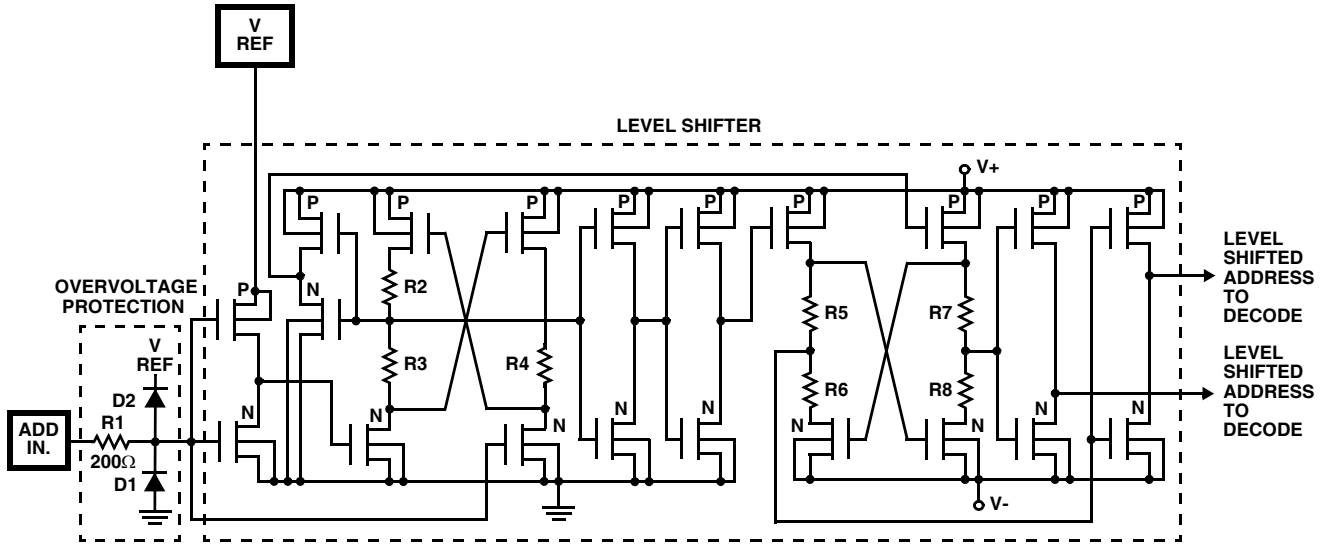 V
REF
LEVEL SHIFTER
V+
P
P
P
P
P
P
P
P
P
OVERVOLTAGE
PROTECTION
P
N
R2
R5
R7
LEVEL
SHIFTED
ADDRESS
TO
DECODE
V
REF
R3
R4
R6
R8
LEVEL
SHIFTED
ADDRESS
TO
DECODE
D2
R1
N
N
N
N
N
N
N
N
N
ADD
IN.
200Ω
D1
V-